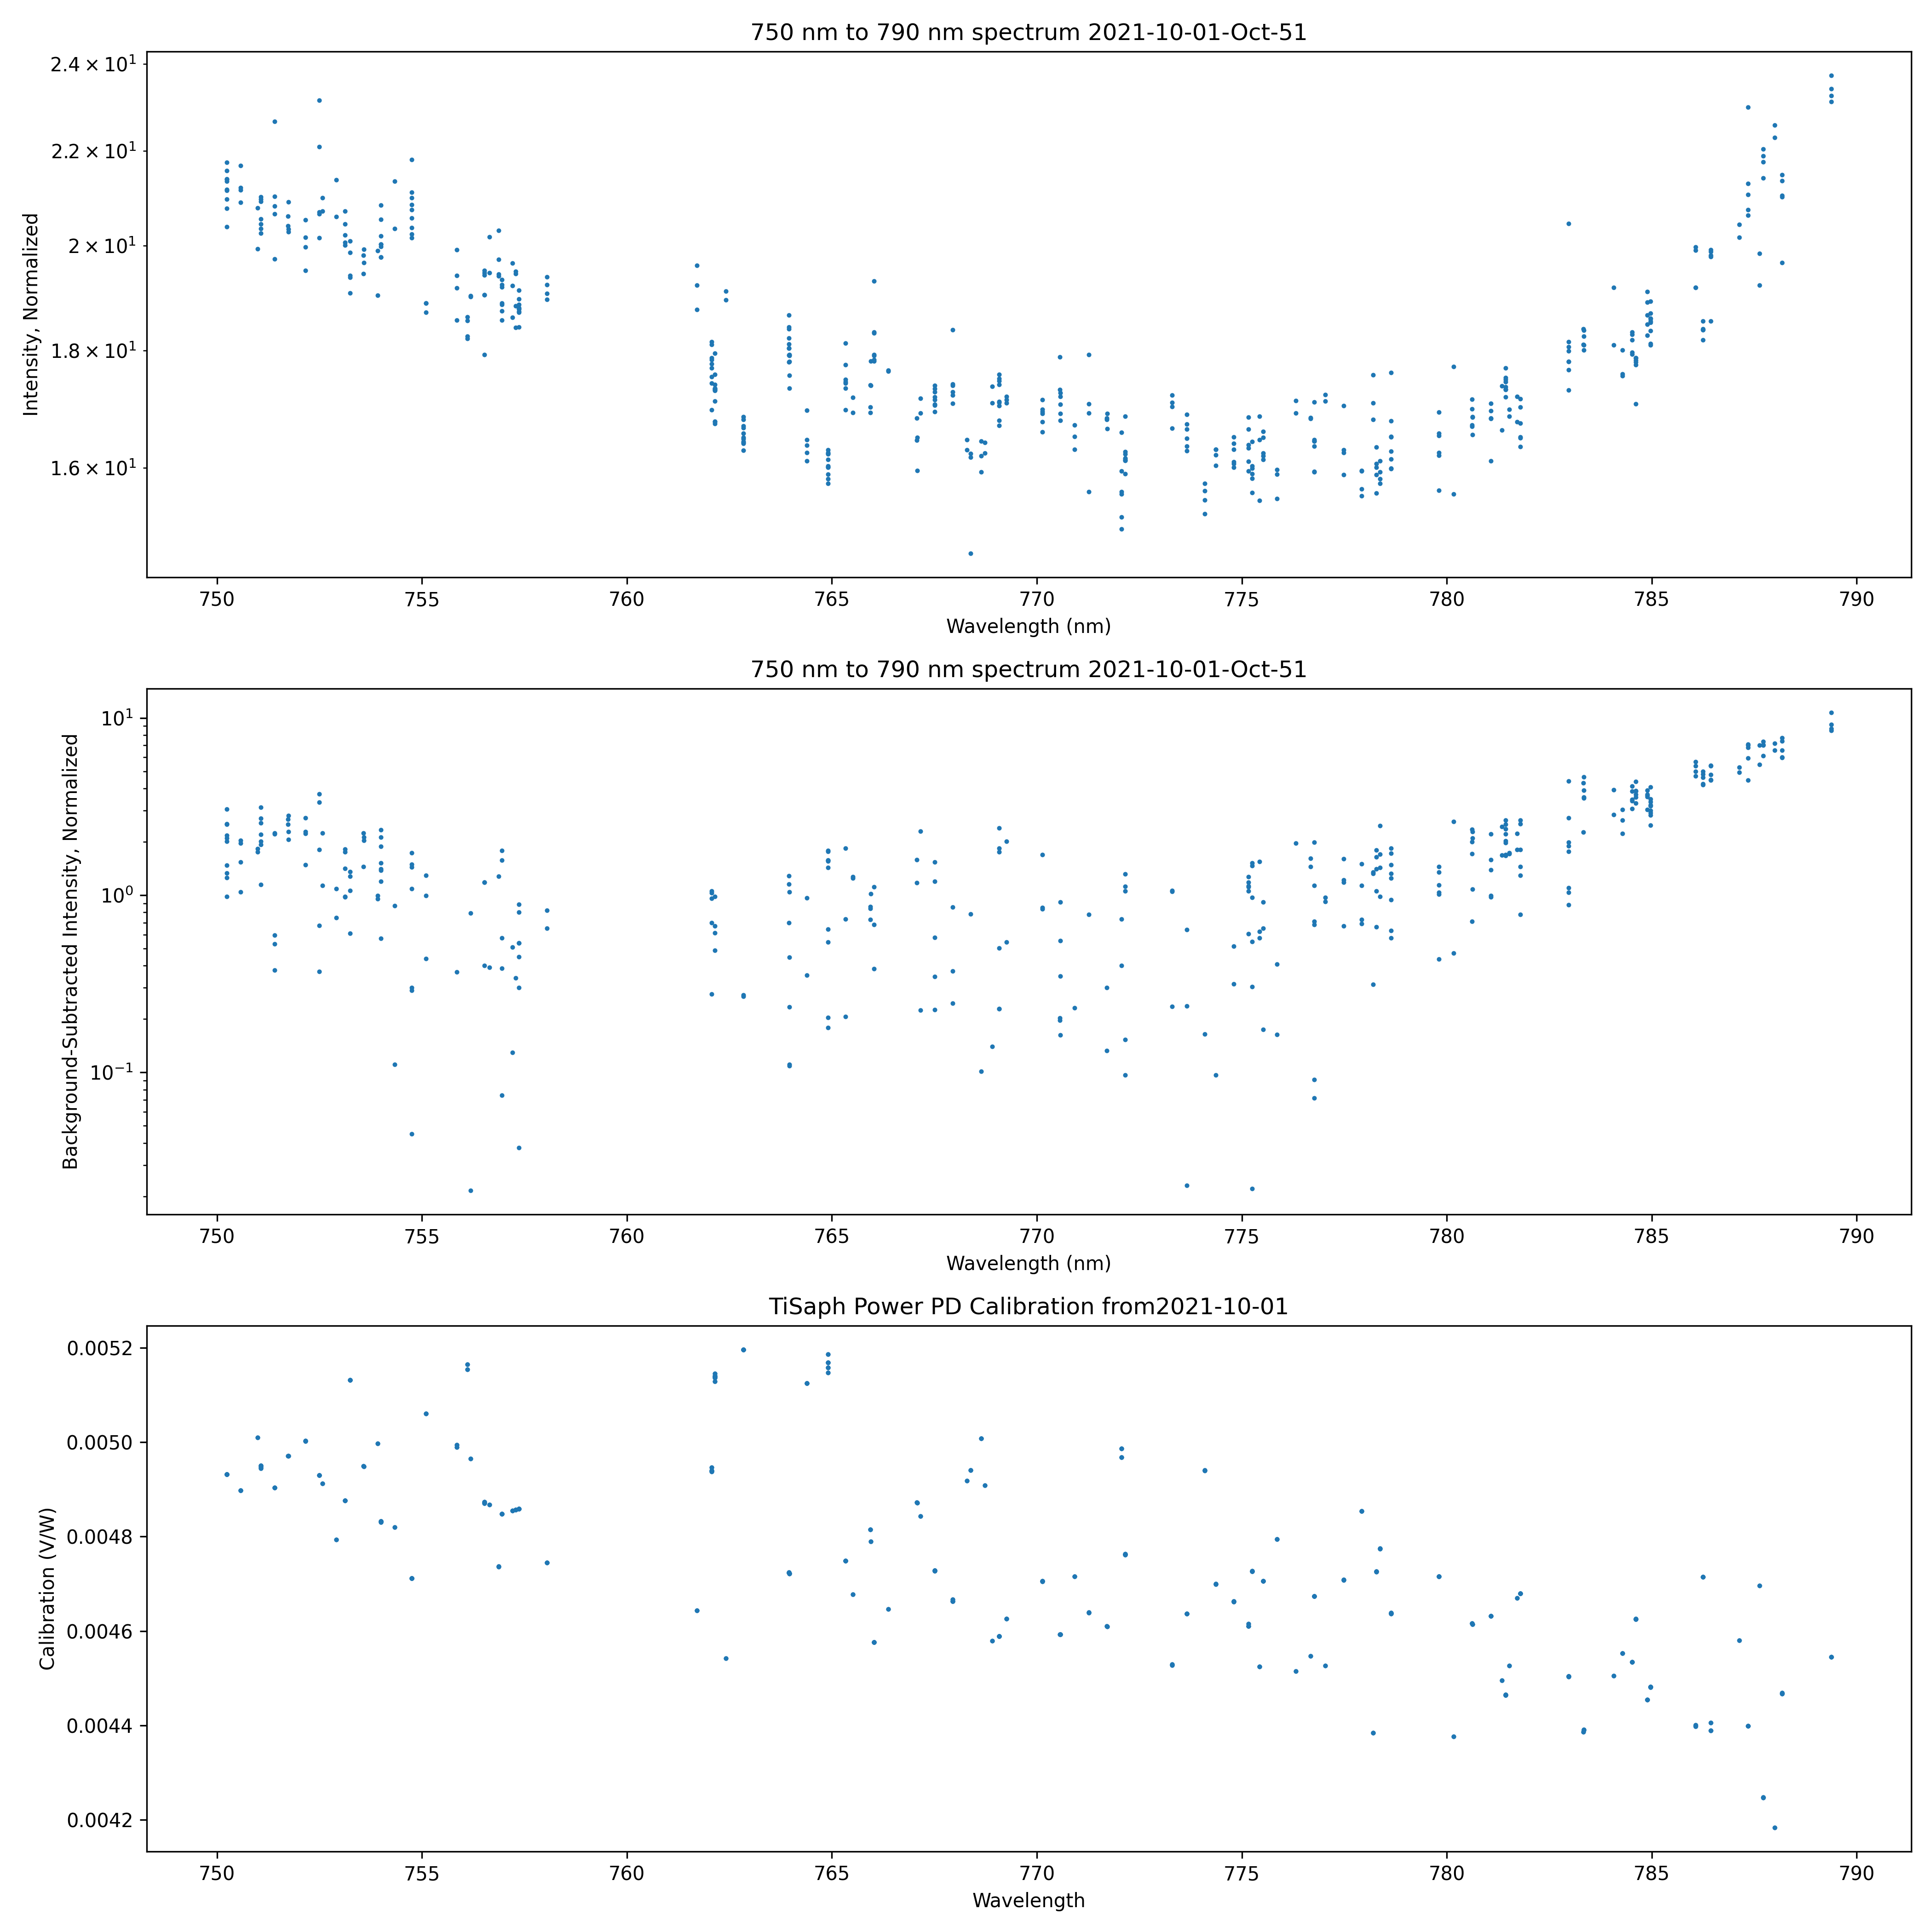 750 nm to 790 nm spectrum 2021-10-01-Oct-51
Intensity, Normalized
2.4 × 10¹
2.2 × 10¹
2 × 10¹
1.8 × 10¹
1.6 × 10¹
750 755 760 765 770 775 780 785 790
Wavelength (nm)
750 nm to 790 nm spectrum 2021-10-01-Oct-51
Background-Subtracted Intensity, Normalized
10¹
10⁰
10⁻¹
750 755 760 765 770 775 780 785 790
Wavelength (nm)
TiSaph Power PD Calibration from2021-10-01
Calibration (V/W)
0.0052
0.0050
0.0048
0.0046
0.0044
0.0042
750 755 760 765 770 775 780 785 790
Wavelength